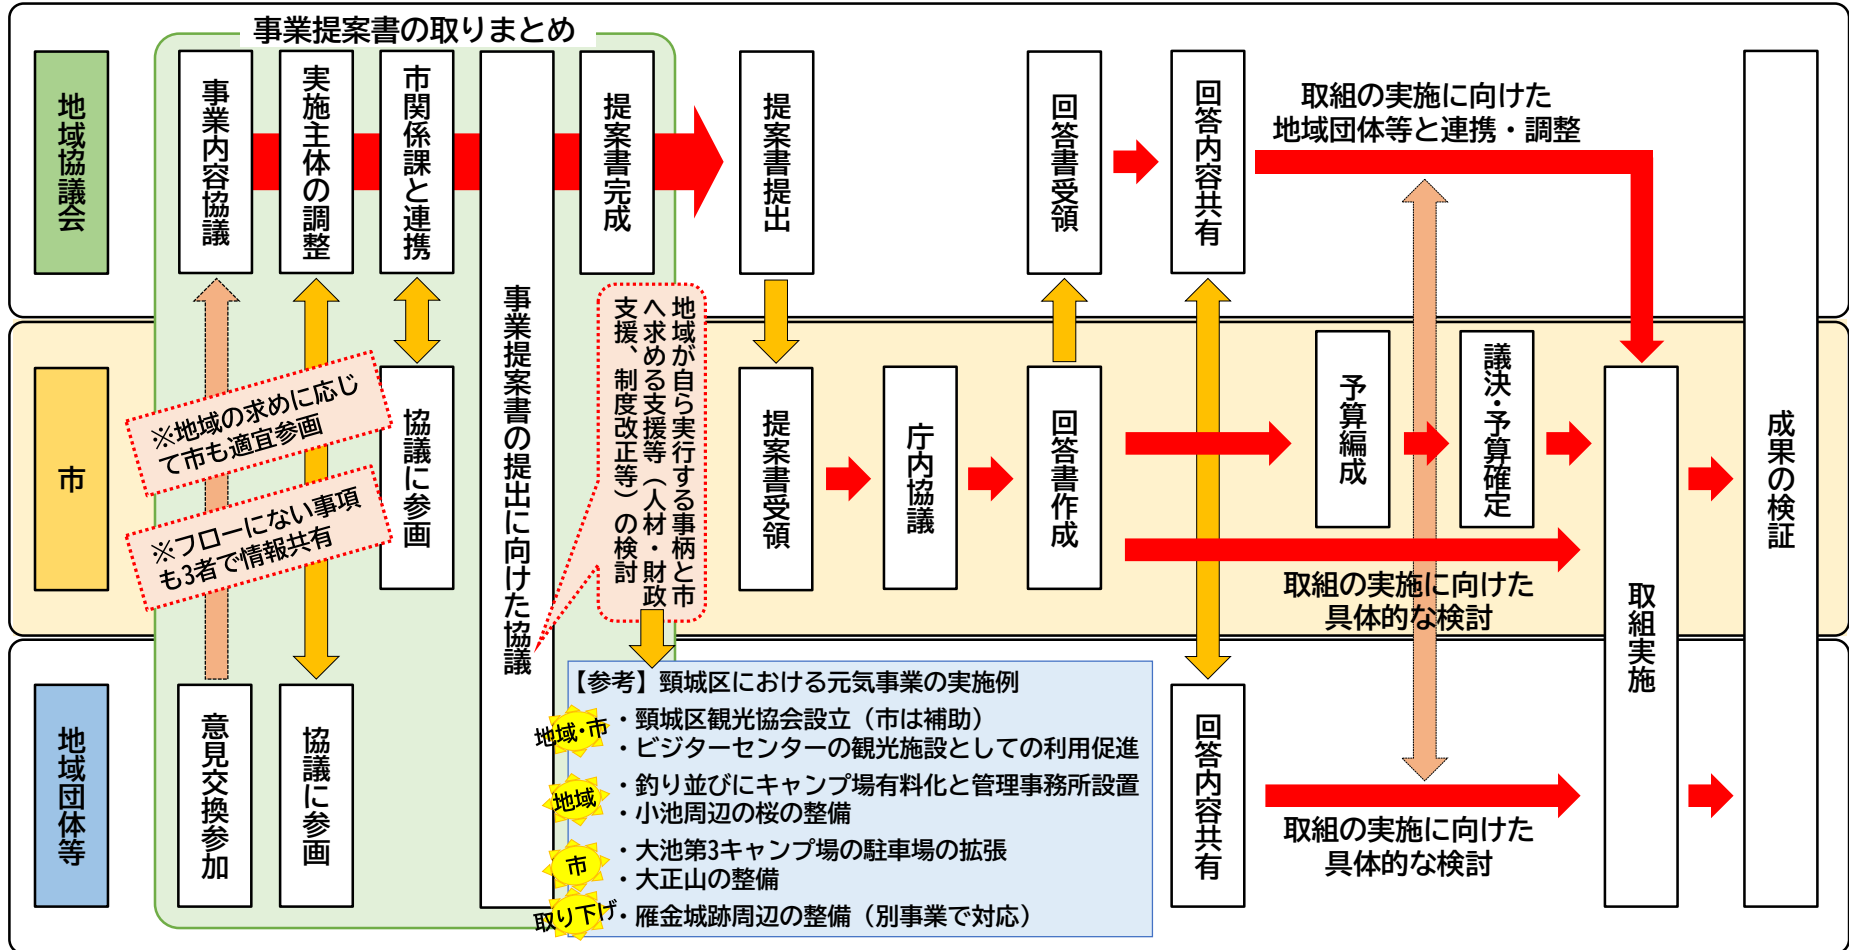 事業提案書の取りまとめ
地域協議会
事業内容協議
実施主体の調整
市関係課と連携
事業提案書の提出に向けた協議
提案書完成
提案書提出
回答書受領
回答内容共有
取組の実施に向けた
地域団体等と連携・調整
成果の検証
市
※地域の求めに応じ
て市も適宜参画
※フローにない事項
も3者で情報共有
協議に参画
地域が自ら実行する事柄と市
へ求める支援等（人材・財政
支援、制度改正等）の検討
提案書受領
庁内協議
回答書作成
予算編成
議決・予算確定
取組の実施に向けた
具体的な検討
取組実施
地域団体等
意見交換参加
協議に参画
【参考】頸城区における元気事業の実施例
地域・市
・頸城区観光協会設立（市は補助）
・ビジターセンターの観光施設としての利用促進
地域
・釣り並びにキャンプ場有料化と管理事務所設置
・小池周辺の桜の整備
市
・大池第3キャンプ場の駐車場の拡張
・大正山の整備
取り下げ
・雁金城跡周辺の整備（別事業で対応）
回答内容共有
取組の実施に向けた
具体的な検討